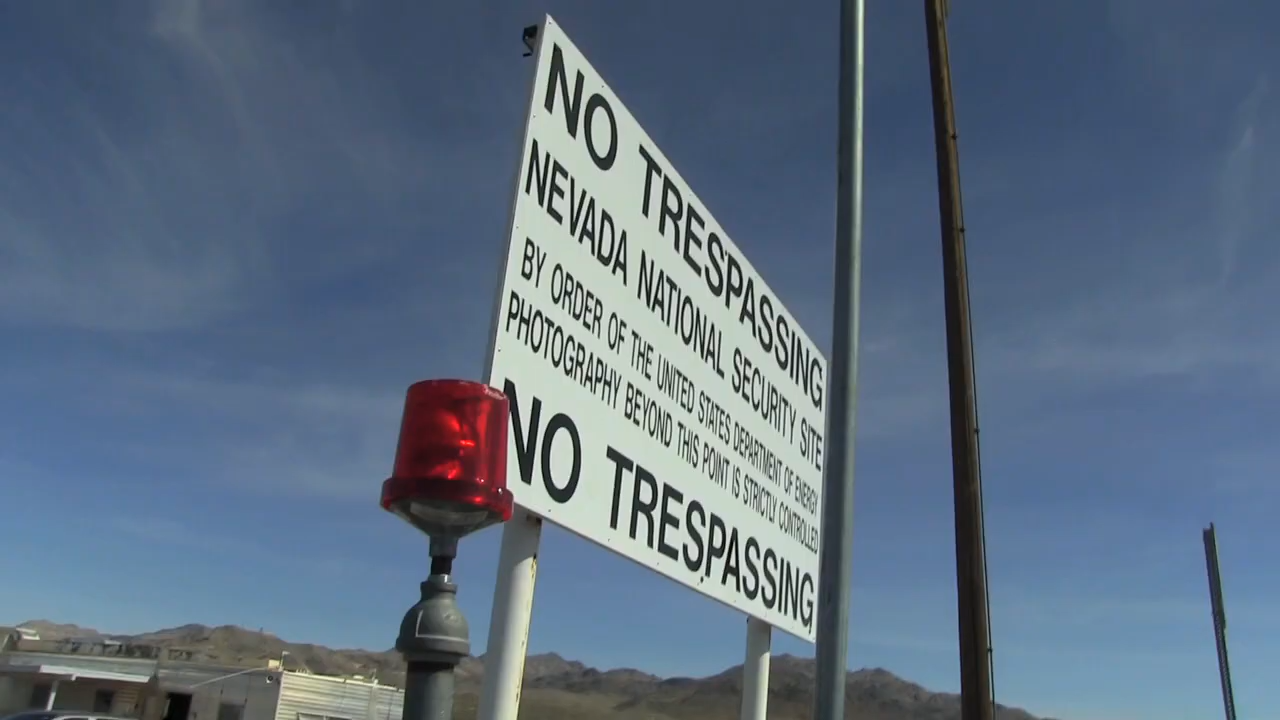 NO TRESPASSING
NEVADA NATIONAL SECURITY SITE
BY ORDER OF THE UNITED STATES DEPARTMENT OF ENERGY
PHOTOGRAPHY BEYOND THIS POINT IS STRICTLY CONTROLLED
NO TRESPASSING